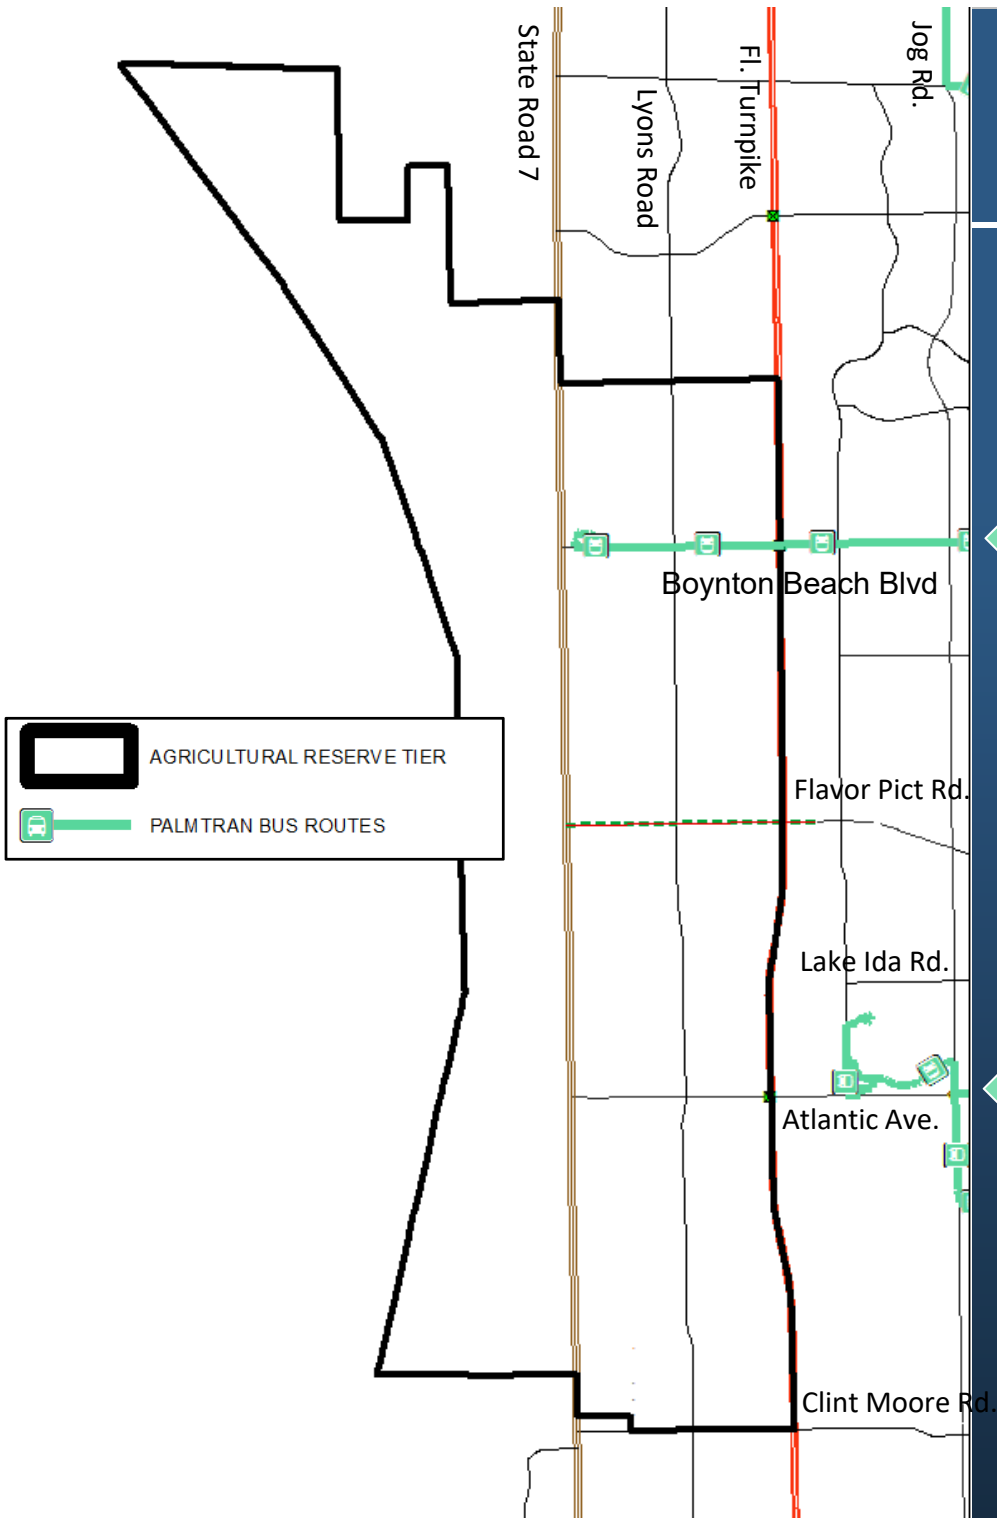 State Road 7
Lyons Road
Fl. Turnpike
Jog Rd.
Boynton Beach Blvd
AGRICULTURAL RESERVE TIER
PALMTRAN BUS ROUTES
Flavor Pict Rd.
Lake Ida Rd.
Atlantic Ave.
Clint Moore Rd.